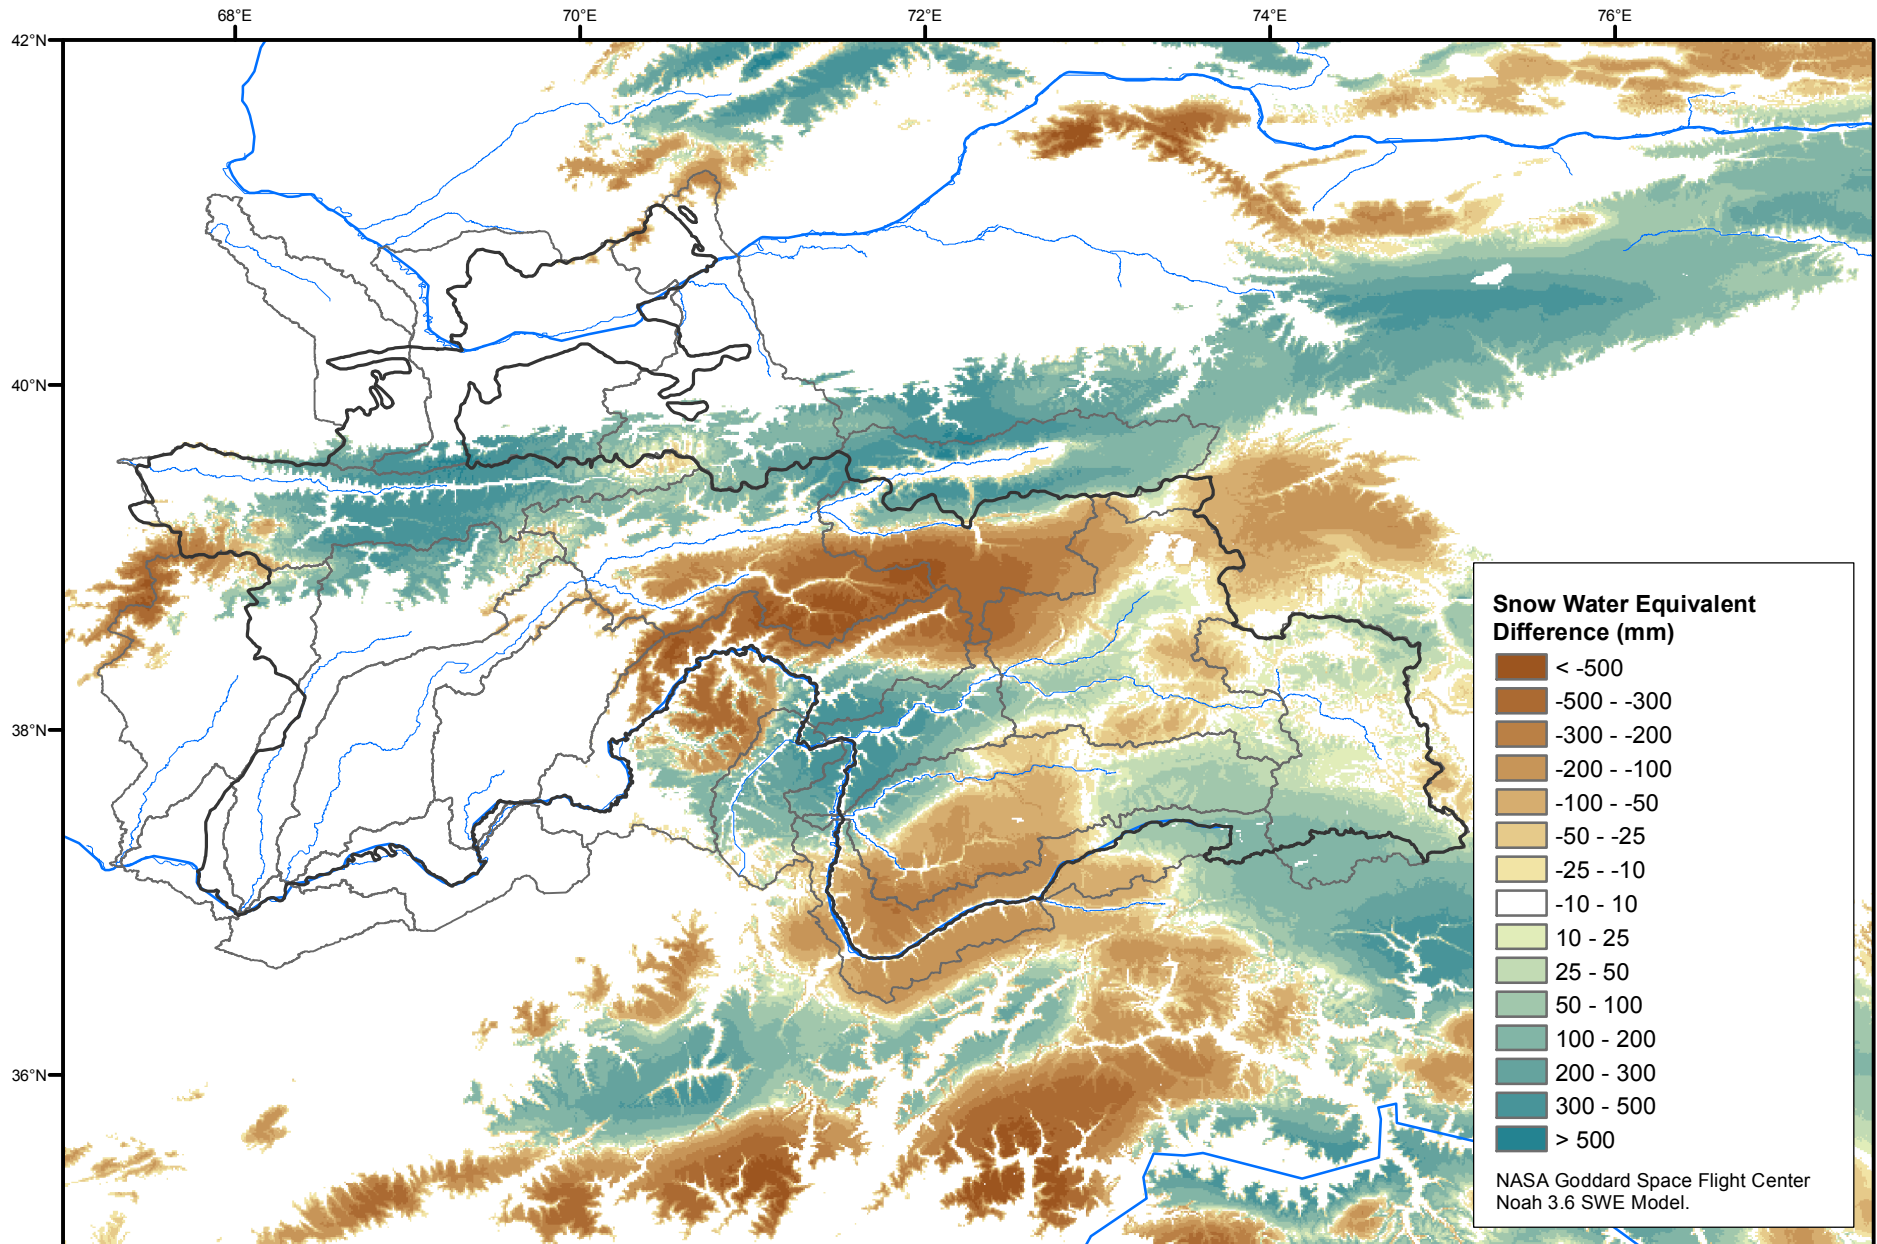 68°E
70°E
72°E
74°E
76°E
42°N
40°N
38°N
36°N
Snow Water Equivalent
Difference (mm)
< -500
-500 - -300
-300 - -200
-200 - -100
-100 - -50
-50 - -25
-25 - -10
-10 - 10
10 - 25
25 - 50
50 - 100
100 - 200
200 - 300
300 - 500
> 500
NASA Goddard Space Flight Center
Noah 3.6 SWE Model.